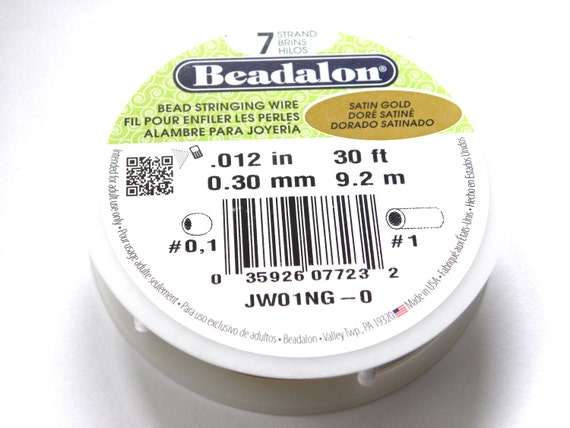 7 STRAND
BRINS
HILOS
Beadalon®
BEAD STRINGING WIRE
FIL POUR ENFILER LES PERLES
ALAMBRE PARA JOYERÍA
SATIN GOLD
DORÉ SATINÉ
DORADO SATINADO
.012 in 30 ft
0.30 mm 9.2 m
#0,1
#1
0 35926 07723 2
JW01NG-0
Intended for adult use only • Pour usage adulte seulement • Para uso exclusivo de adultos • Beadalon • Valley Twp., PA 19320 Made in USA • Fabriqué aux États-Unis • Hecho en Estados Unidos